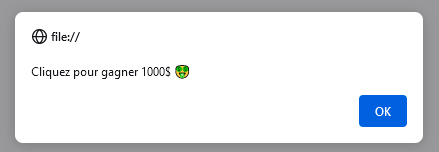 file://
Cliquez pour gagner 1000$ 🤑
OK